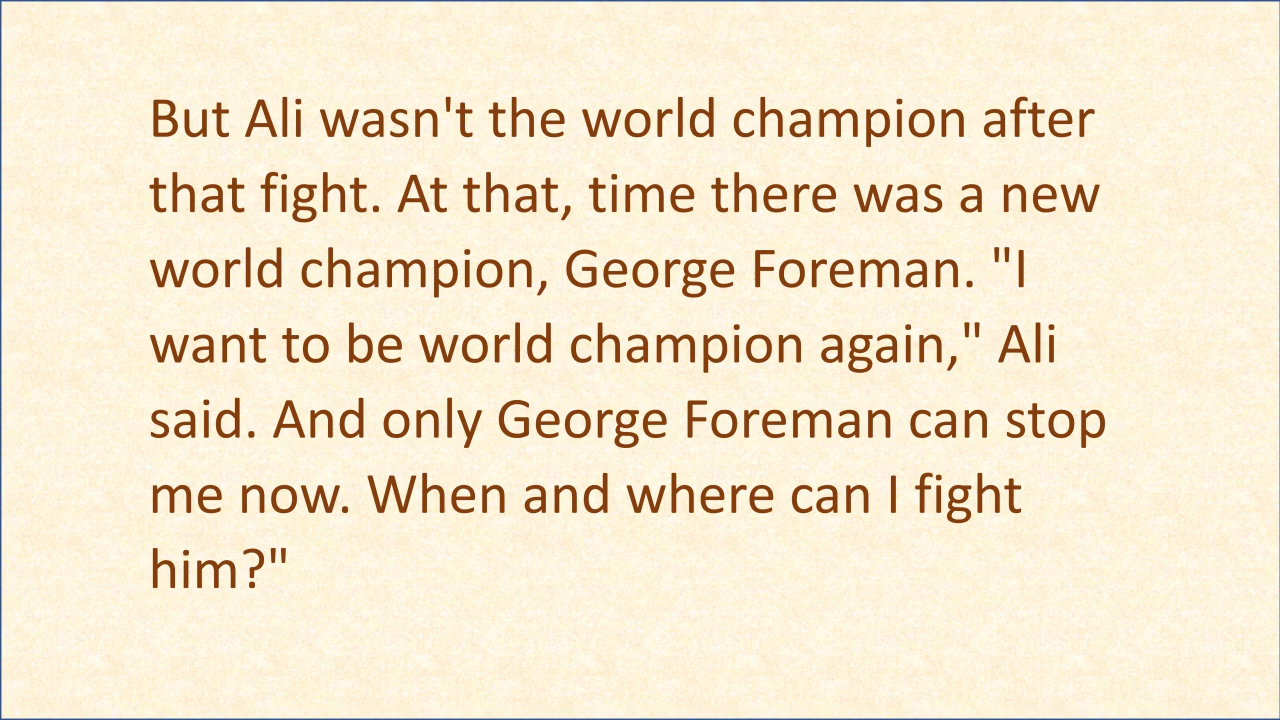 But Ali wasn't the world champion after
that fight. At that, time there was a new
world champion, George Foreman. "I
want to be world champion again," Ali
said. And only George Foreman can stop
me now. When and where can I fight
him?"